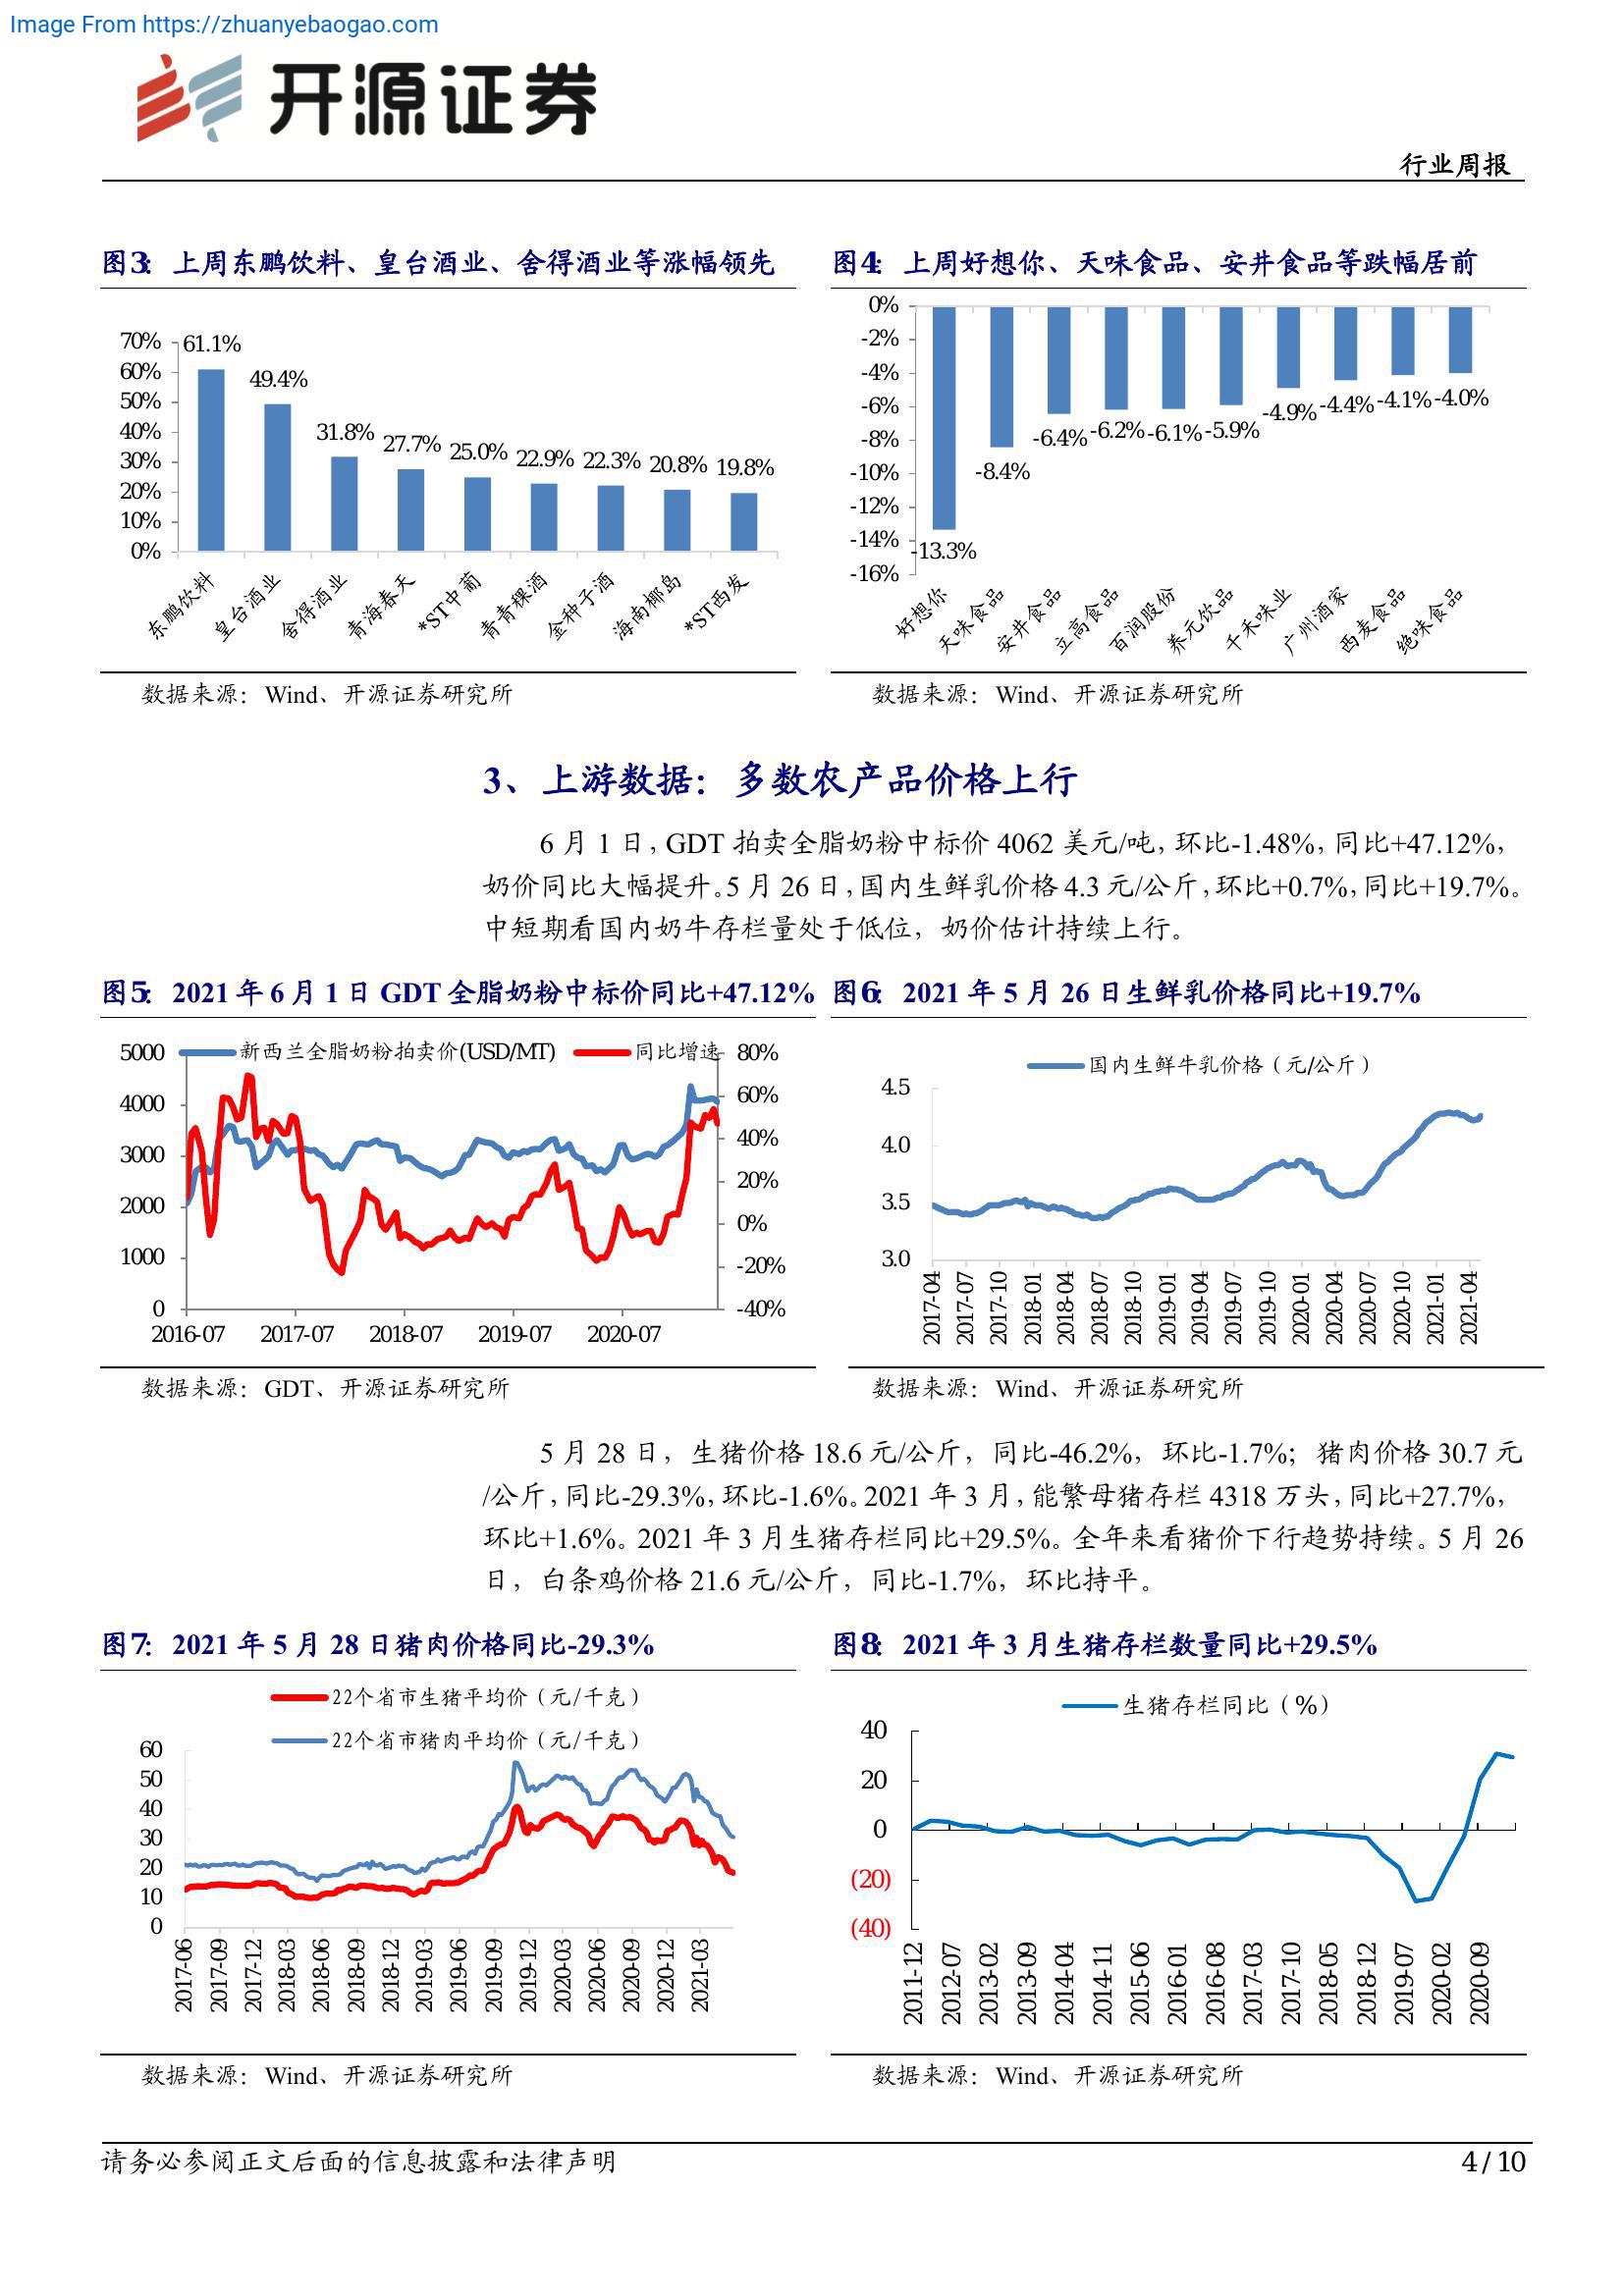 Image From https://zhuanyebaogao.com
开源证券
行业周报
图3: 上周东鹏饮料、皇台酒业、舍得酒业等涨幅领先
70%
60%
50%
40%
30%
20%
10%
0%
61.1%
49.4%
31.8%
27.7%
25.0%
22.9%
22.3%
20.8%
19.8%
东鹏饮料
皇台酒业
舍得酒业
青海春天
*ST中葡
青青稞酒
金种子酒
海南椰岛
*ST西发
数据来源：Wind、开源证券研究所
图4: 上周好想你、天味食品、安井食品等跌幅居前
0%
-2%
-4%
-6%
-8%
-10%
-12%
-14%
-16%
-13.3%
-8.4%
-6.4%
-6.2%
-6.1%
-5.9%
-4.9%
-4.4%
-4.1%
-4.0%
好想你
天味食品
安井食品
立高食品
百润股份
养元饮品
千禾味业
广州酒家
西麦食品
绝味食品
数据来源：Wind、开源证券研究所
3、上游数据：多数农产品价格上行
6 月 1 日，GDT 拍卖全脂奶粉中标价 4062 美元/吨，环比-1.48%，同比+47.12%，
奶价同比大幅提升。5 月 26 日，国内生鲜乳价格 4.3 元/公斤，环比+0.7%，同比+19.7%。
中短期看国内奶牛存栏量处于低位，奶价估计持续上行。
图5: 2021 年 6 月 1 日 GDT 全脂奶粉中标价同比+47.12%
新西兰全脂奶粉拍卖价(USD/MT)
同比增速
5000
4000
3000
2000
1000
0
80%
60%
40%
20%
0%
-20%
-40%
2016-07
2017-07
2018-07
2019-07
2020-07
数据来源：GDT、开源证券研究所
图6: 2021 年 5 月 26 日生鲜乳价格同比+19.7%
国内生鲜牛乳价格（元/公斤）
4.5
4.0
3.5
3.0
2017-04
2017-07
2017-10
2018-01
2018-04
2018-07
2018-10
2019-01
2019-04
2019-07
2019-10
2020-01
2020-04
2020-07
2020-10
2021-01
2021-04
数据来源：Wind、开源证券研究所
5 月 28 日，生猪价格 18.6 元/公斤，同比-46.2%，环比-1.7%；猪肉价格 30.7 元
/公斤，同比-29.3%，环比-1.6%。2021 年 3 月，能繁母猪存栏 4318 万头，同比+27.7%，
环比+1.6%。2021 年 3 月生猪存栏同比+29.5%。全年来看猪价下行趋势持续。5 月 26
日，白条鸡价格 21.6 元/公斤，同比-1.7%，环比持平。
图7: 2021 年 5 月 28 日猪肉价格同比-29.3%
22个省市生猪平均价（元/千克）
22个省市猪肉平均价（元/千克）
60
50
40
30
20
10
0
2017-06
2017-09
2017-12
2018-03
2018-06
2018-09
2018-12
2019-03
2019-06
2019-09
2019-12
2020-03
2020-06
2020-09
2020-12
2021-03
数据来源：Wind、开源证券研究所
图8: 2021 年 3 月生猪存栏数量同比+29.5%
生猪存栏同比（%）
40
20
0
(20)
(40)
2011-12
2012-07
2013-02
2013-09
2014-04
2014-11
2015-06
2016-01
2016-08
2017-03
2017-10
2018-05
2018-12
2019-07
2020-02
2020-09
数据来源：Wind、开源证券研究所
请务必参阅正文后面的信息披露和法律声明
4 / 10